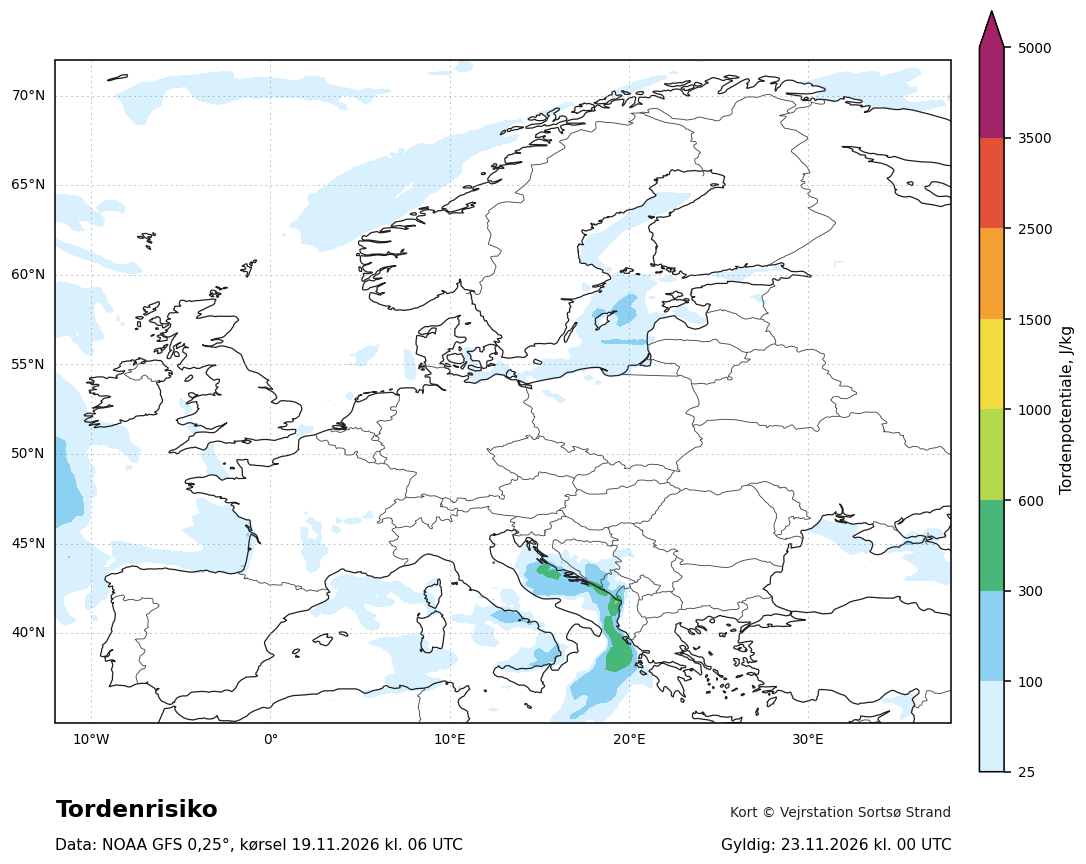 70°N
65°N
60°N
55°N
50°N
45°N
40°N
10°W
0°
10°E
20°E
30°E
5000
3500
2500
1500
1000
600
300
100
25
Tordenpotentiale, J/kg
Tordenrisiko
Kort © Vejrstation Sortsø Strand
Data: NOAA GFS 0,25°, kørsel 19.11.2026 kl. 06 UTC
Gyldig: 23.11.2026 kl. 00 UTC